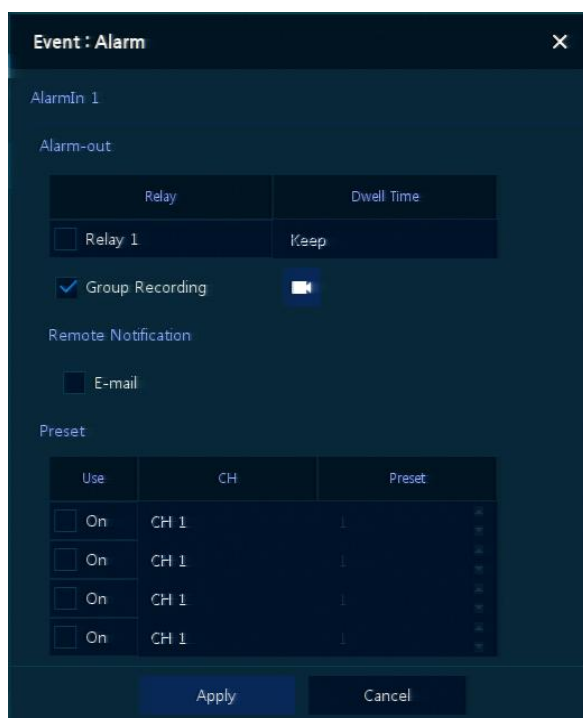 Event : Alarm
AlarmIn 1
Alarm-out
Relay Dwell Time
Relay 1 Keep
Group Recording
Remote Notification
E-mail
Preset
Use CH Preset
On CH 1 1
On CH 1 1
On CH 1 1
On CH 1 1
Apply Cancel